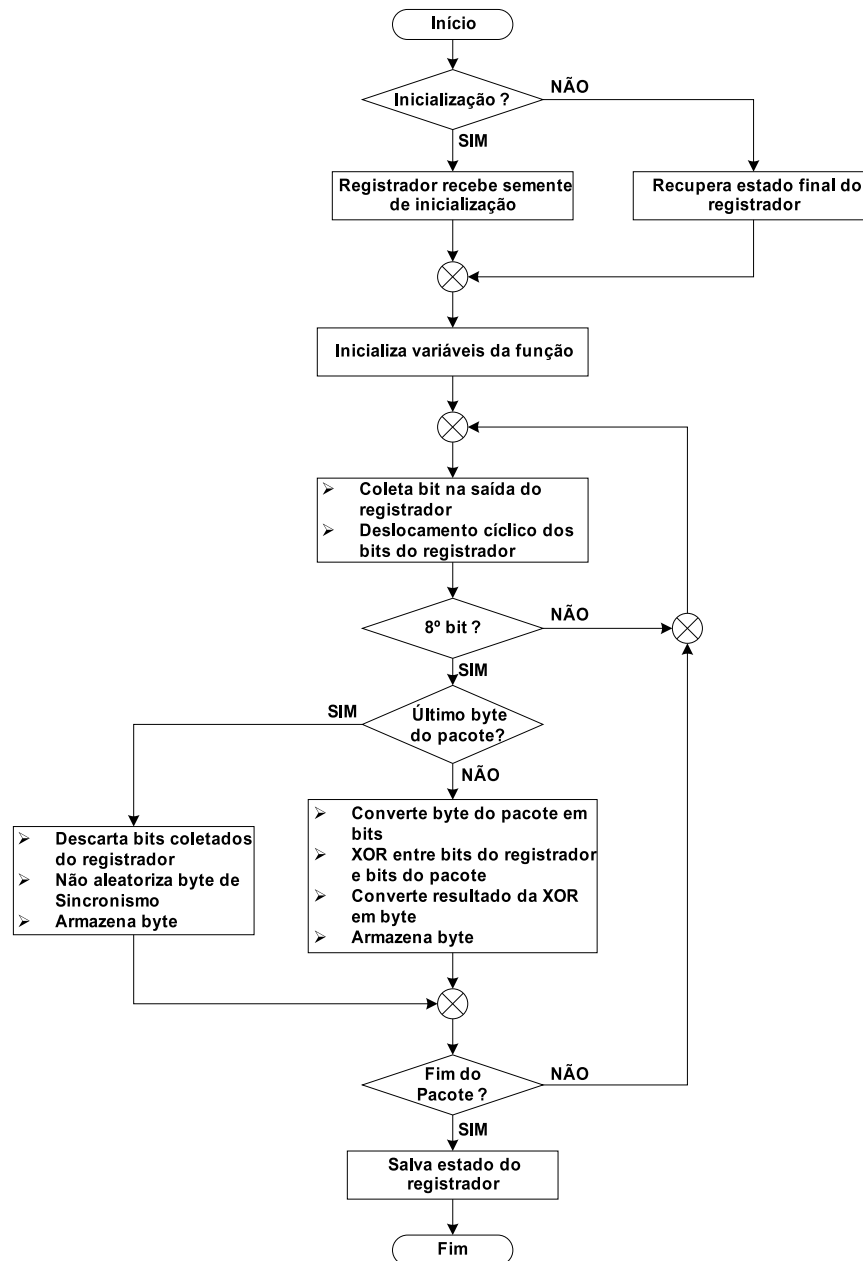 Início
Inicialização ?
NÃO
SIM
Registrador recebe semente
de inicialização
Recupera estado final do
registrador
Inicializa variáveis da função
Coleta bit na saída do
registrador
Deslocamento cíclico dos
bits do registrador
8º bit ?
NÃO
SIM
Último byte
do pacote?
SIM
NÃO
Descarta bits coletados
do registrador
Não aleatoriza byte de
Sincronismo
Armazena byte
Converte byte do pacote em
bits
XOR entre bits do registrador
e bits do pacote
Converte resultado da XOR
em byte
Armazena byte
Fim do
Pacote ?
NÃO
SIM
Salva estado do
registrador
Fim